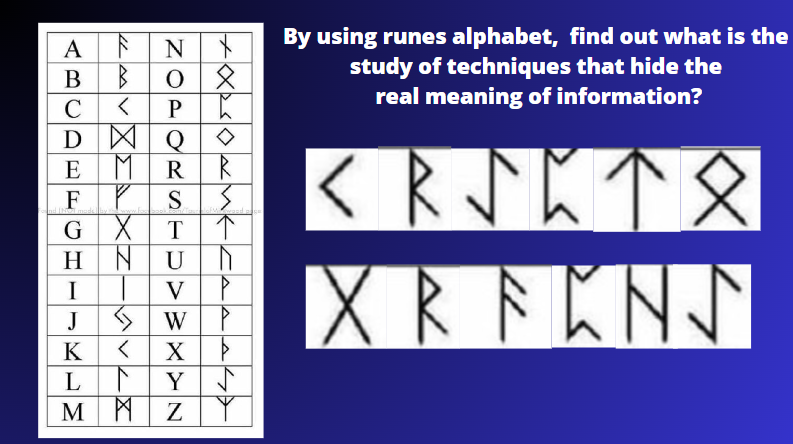 By using runes alphabet, find out what is the
study of techniques that hide the
real meaning of information?
A ᚨ N ᚾ
B ᛒ O ᛟ
C ᚲ P ᛈ
D ᛞ Q ◇
E ᛖ R ᚱ
F ᚠ S ᛊ
G ᚷ T ᛏ
H ᚺ U ᚢ
I ᛁ V ᚹ
J ᛃ W ᚹ
K ᚲ X ᚦ
L ᛚ Y ᛇ
M ᛗ Z ᛉ
ᚲ ᚱ ᛇ ᛈ ᛏ ᛟ
ᚷ ᚱ ᚨ ᛈ ᚺ ᛇ